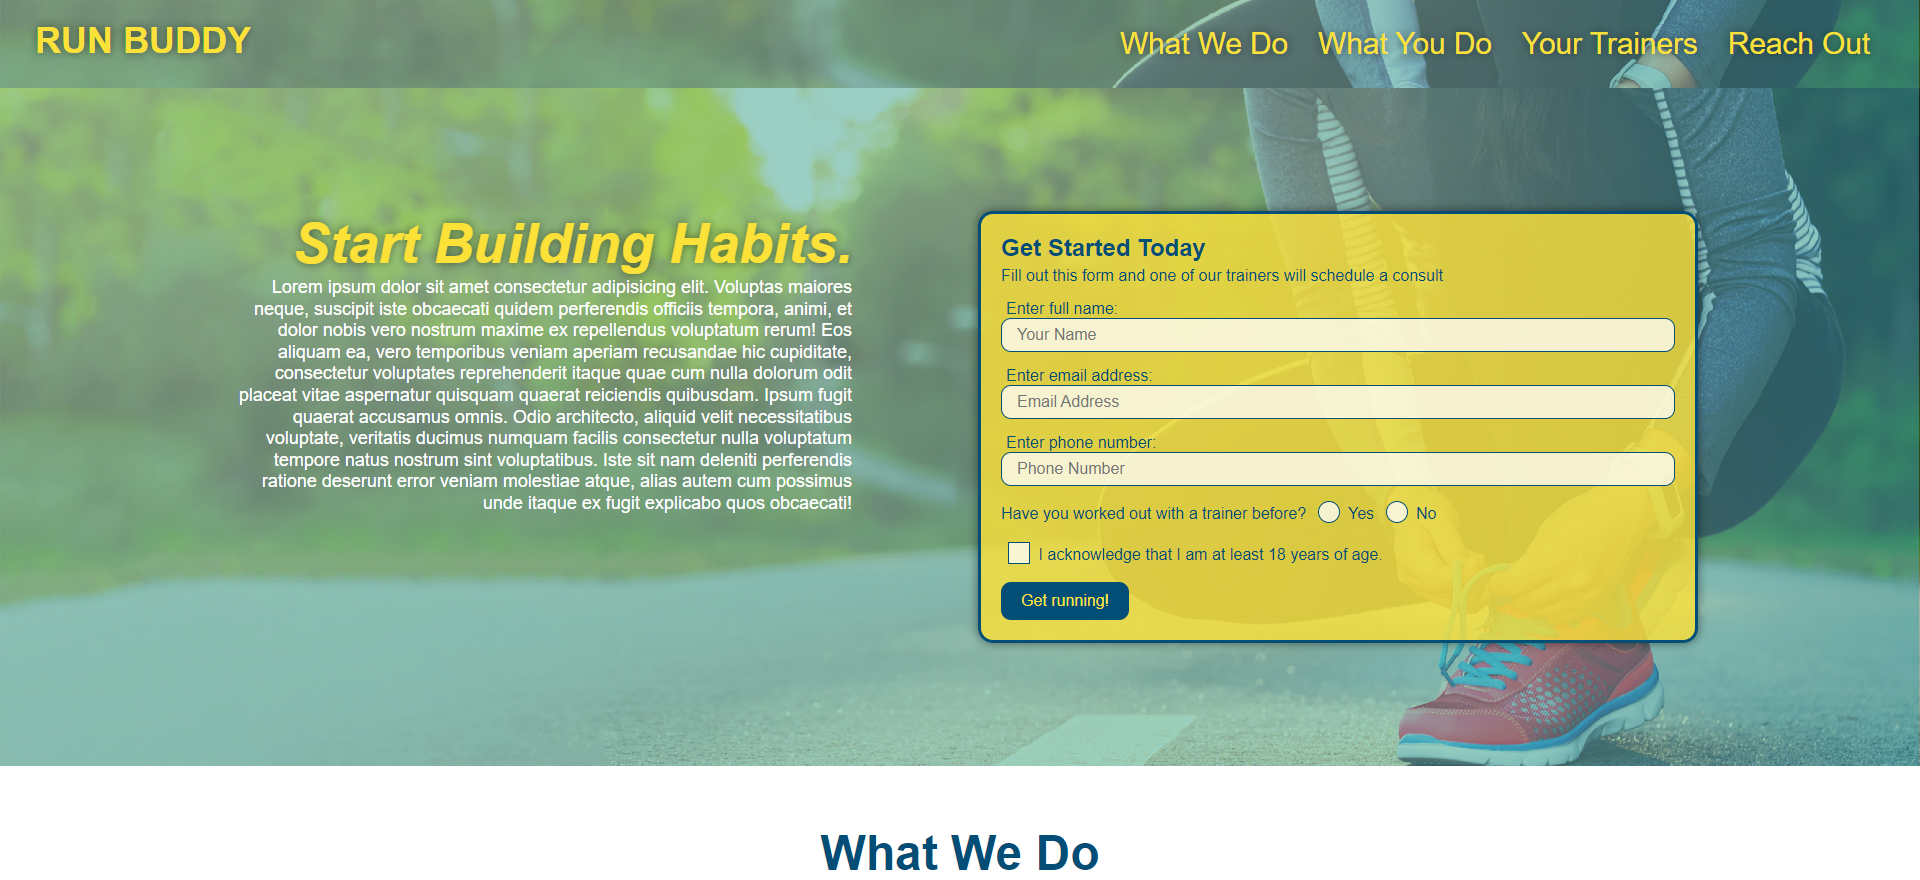 RUN BUDDY
What We Do What You Do Your Trainers Reach Out
Start Building Habits.
Lorem ipsum dolor sit amet consectetur adipisicing elit. Voluptas maiores
neque, suscipit iste obcaecati quidem perferendis officiis tempora, animi, et
dolor nobis vero nostrum maxime ex repellendus voluptatum rerum! Eos
aliquam ea, vero temporibus veniam aperiam recusandae hic cupiditate,
consectetur voluptates reprehenderit itaque quae cum nulla dolorum odit
placeat vitae aspernatur quisquam quaerat reiciendis quibusdam. Ipsum fugit
quaerat accusamus omnis. Odio architecto, aliquid velit necessitatibus
voluptate, veritatis ducimus numquam facilis consectetur nulla voluptatum
tempore natus nostrum sint voluptatibus. Iste sit nam deleniti perferendis
ratione deserunt error veniam molestiae atque, alias autem cum possimus
unde itaque ex fugit explicabo quos obcaecati!
Get Started Today
Fill out this form and one of our trainers will schedule a consult
Enter full name:
Your Name
Enter email address:
Email Address
Enter phone number:
Phone Number
Have you worked out with a trainer before? Yes No
I acknowledge that I am at least 18 years of age.
Get running!
What We Do